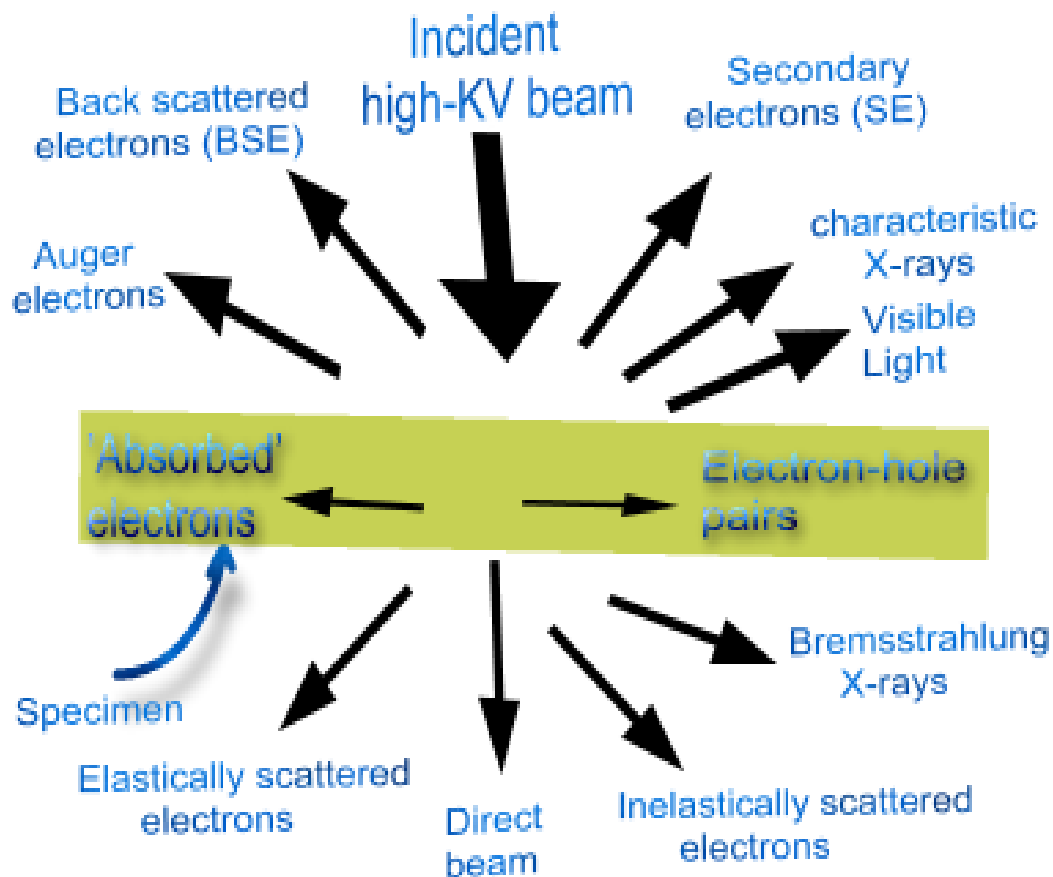 Incident
high-KV beam
Back scattered
electrons (BSE)
Secondary
electrons (SE)
Auger
electrons
characteristic
X-rays
Visible
Light
'Absorbed'
electrons
Electron-hole
pairs
Specimen
Bremsstrahlung
X-rays
Elastically scattered
electrons
Direct
beam
Inelastically scattered
electrons